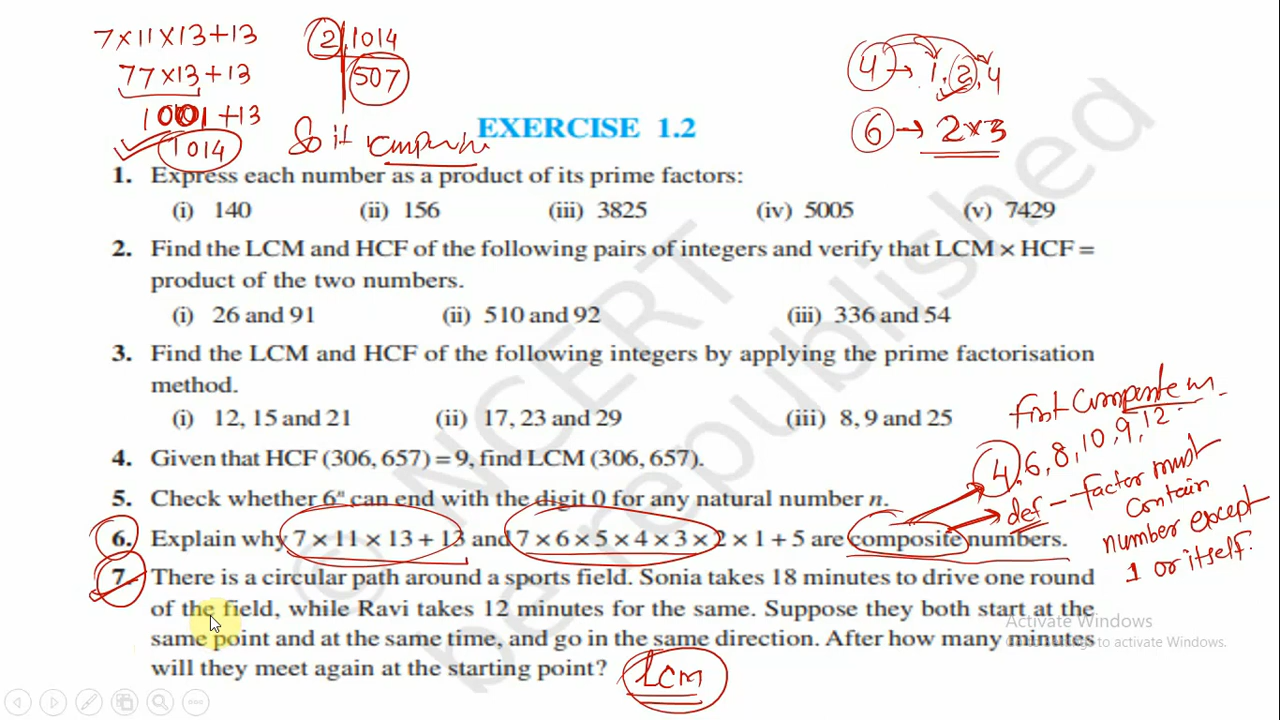 7×11×13+13
77×13+13
1001+13
1014
2 1014
507
So it is composite
4 → 1, 2, 4
6 → 2×3
EXERCISE 1.2
1. Express each number as a product of its prime factors:
(i) 140 (ii) 156 (iii) 3825 (iv) 5005 (v) 7429
2. Find the LCM and HCF of the following pairs of integers and verify that LCM × HCF =
product of the two numbers.
(i) 26 and 91 (ii) 510 and 92 (iii) 336 and 54
3. Find the LCM and HCF of the following integers by applying the prime factorisation
method.
(i) 12, 15 and 21 (ii) 17, 23 and 29 (iii) 8, 9 and 25
4. Given that HCF (306, 657) = 9, find LCM (306, 657).
5. Check whether 6ⁿ can end with the digit 0 for any natural number n.
6. Explain why 7 × 11 × 13 + 13 and 7 × 6 × 5 × 4 × 3 × 2 × 1 + 5 are composite numbers.
7. There is a circular path around a sports field. Sonia takes 18 minutes to drive one round
of the field, while Ravi takes 12 minutes for the same. Suppose they both start at the
same point and at the same time, and go in the same direction. After how many minutes
will they meet again at the starting point?
LCM
First Composite
4, 6, 8, 10, 9, 12
def – Factor must
Contain
number except
1 or itself.
© NCERT
be republished
Activate Windows
Go to settings to activate Windows.